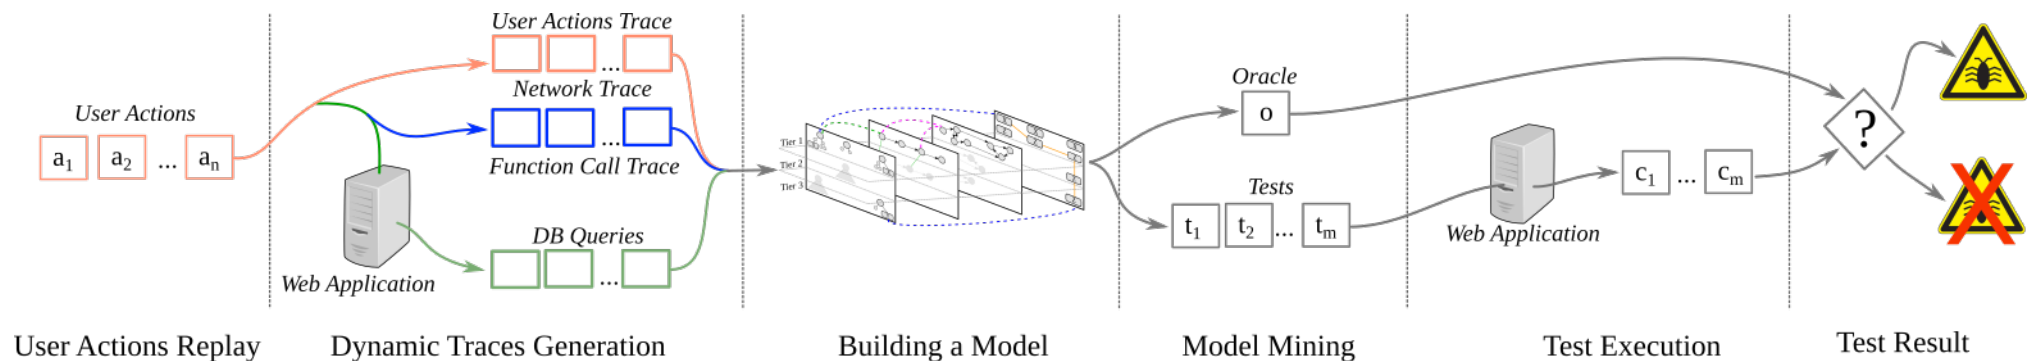 User Actions
a1 a2 ... an
User Actions Trace
...
Network Trace
...
Function Call Trace
Web Application
DB Queries
...
Tier 1
Tier 2
Tier 3
Oracle
o
Tests
t1 t2 ... tm
Web Application
c1 ... cm
?
User Actions Replay
Dynamic Traces Generation
Building a Model
Model Mining
Test Execution
Test Result